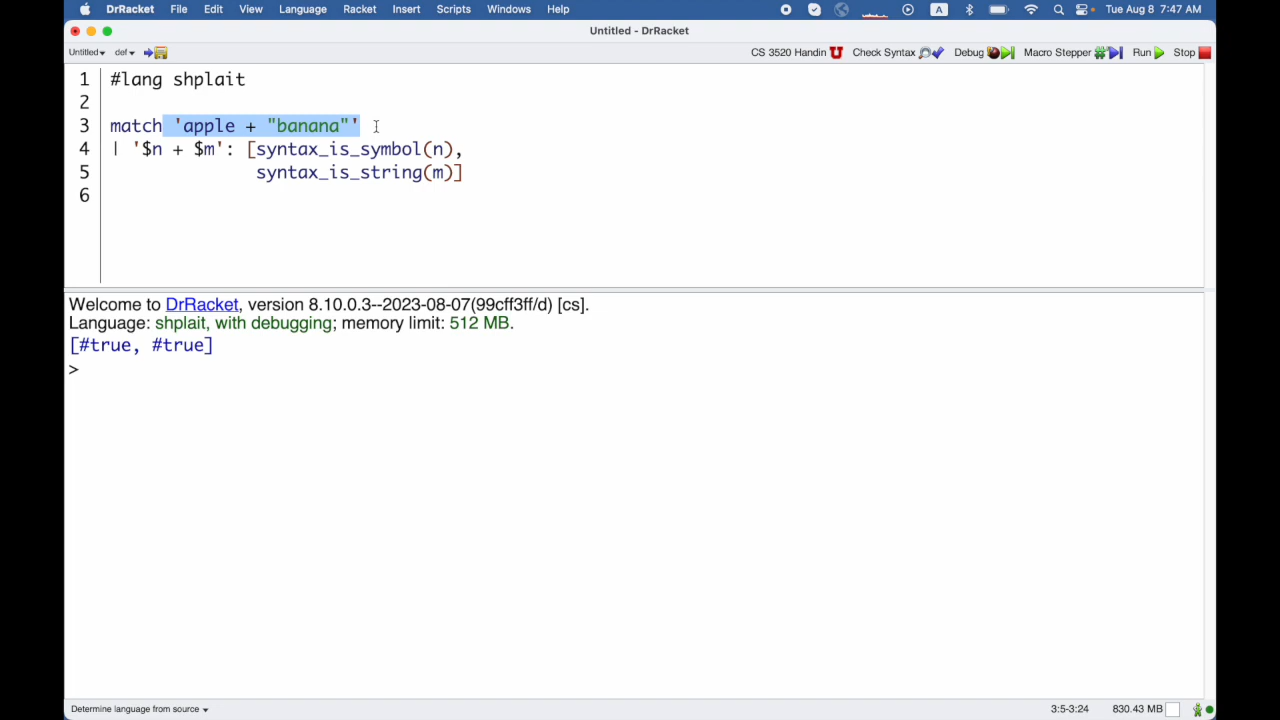 DrRacket File Edit View Language Racket Insert Scripts Windows Help A Tue Aug 8 7:47 AM
Untitled - DrRacket
Untitled▾ def▾ CS 3520 Handin Check Syntax Debug Macro Stepper Run Stop
1 #lang shplait
2
3 match 'apple + "banana"'
4 | '$n + $m': [syntax_is_symbol(n),
5 syntax_is_string(m)]
6
Welcome to DrRacket, version 8.10.0.3--2023-08-07(99cff3ff/d) [cs].
Language: shplait, with debugging; memory limit: 512 MB.
[#true, #true]
>
Determine language from source▾ 3:5-3:24 830.43 MB